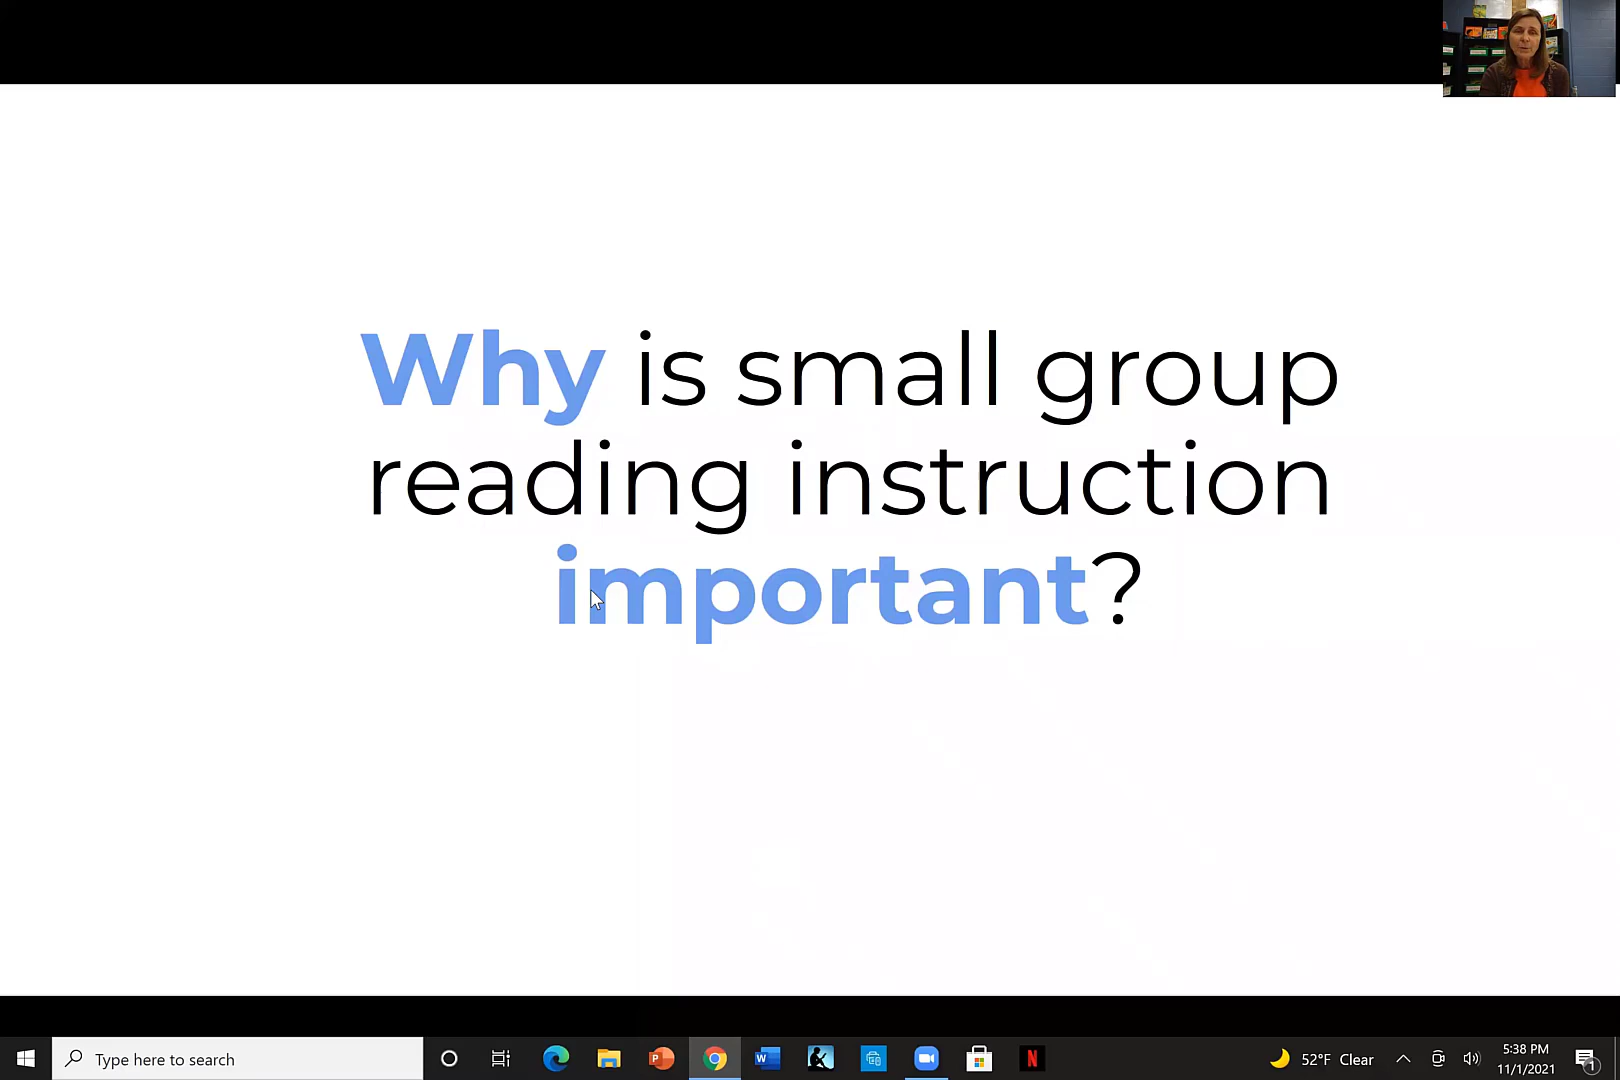 Why is small group
reading instruction
important?
Type here to search
52°F Clear
5:38 PM
11/1/2021
1